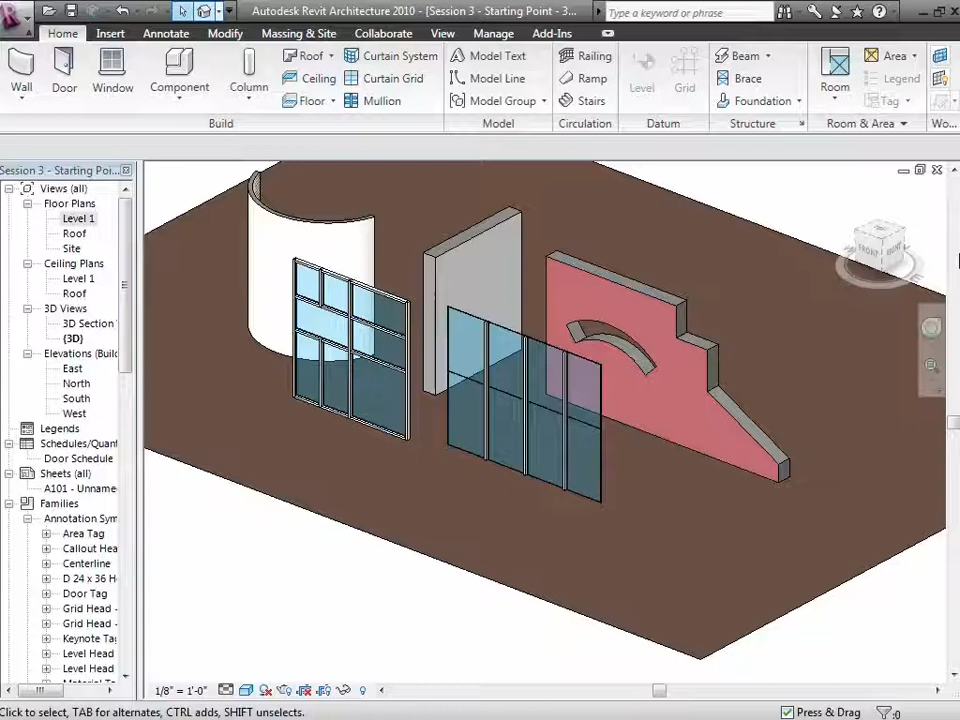 Autodesk Revit Architecture 2010 - [Session 3 - Starting Point - 3...
Type a keyword or phrase
Home Insert Annotate Modify Massing & Site Collaborate View Manage Add-Ins
Wall Door Window Component Column
Roof Curtain System
Ceiling Curtain Grid
Floor Mullion
Build
Model Text
Model Line
Model Group
Model
Railing
Ramp
Stairs
Circulation
Level Grid
Datum
Beam
Brace
Foundation
Structure
Room
Area
Legend
Tag
Room & Area
Wo...
Session 3 - Starting Poi...
Views (all)
Floor Plans
Level 1
Roof
Site
Ceiling Plans
Level 1
Roof
3D Views
3D Section
{3D}
Elevations (Buil
East
North
South
West
Legends
Schedules/Quant
Door Schedule
Sheets (all)
A101 - Unname
Families
Annotation Sym
Area Tag
Callout Hea
Centerline
D 24 x 36 H
Door Tag
Grid Head -
Grid Head -
Keynote Tag
Level Head
Level Head
FRONT
1/8" = 1'-0"
Click to select, TAB for alternates, CTRL adds, SHIFT unselects.
Press & Drag
:0